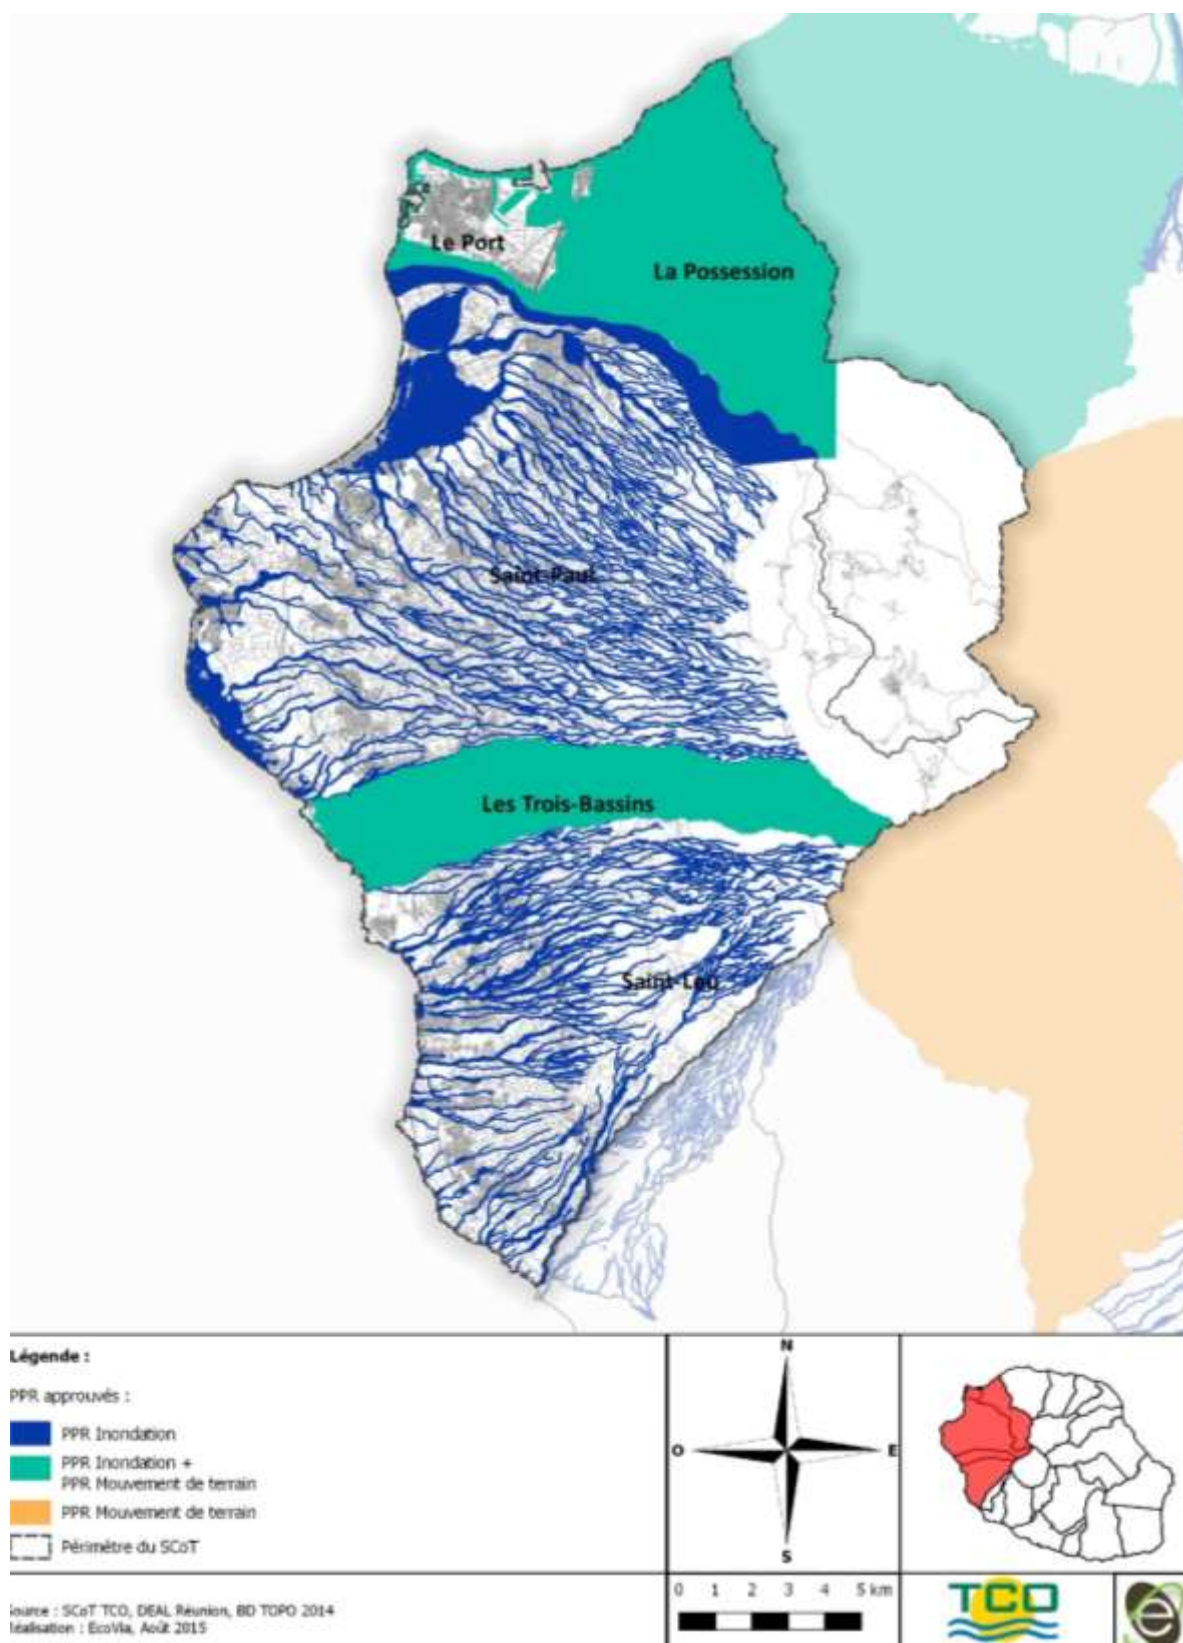 Le Port
La Possession
Saint-Paul
Les Trois-Bassins
Saint-Leu
Légende :
PPR approuvés :
PPR Inondation
PPR Inondation +
PPR Mouvement de terrain
PPR Mouvement de terrain
Périmètre du SCoT
N
O
E
S
0 1 2 3 4 5 km
Source : SCoT TCO, DEAL Réunion, BD TOPO 2014
Réalisation : EcoVia, Août 2015
TCO
e